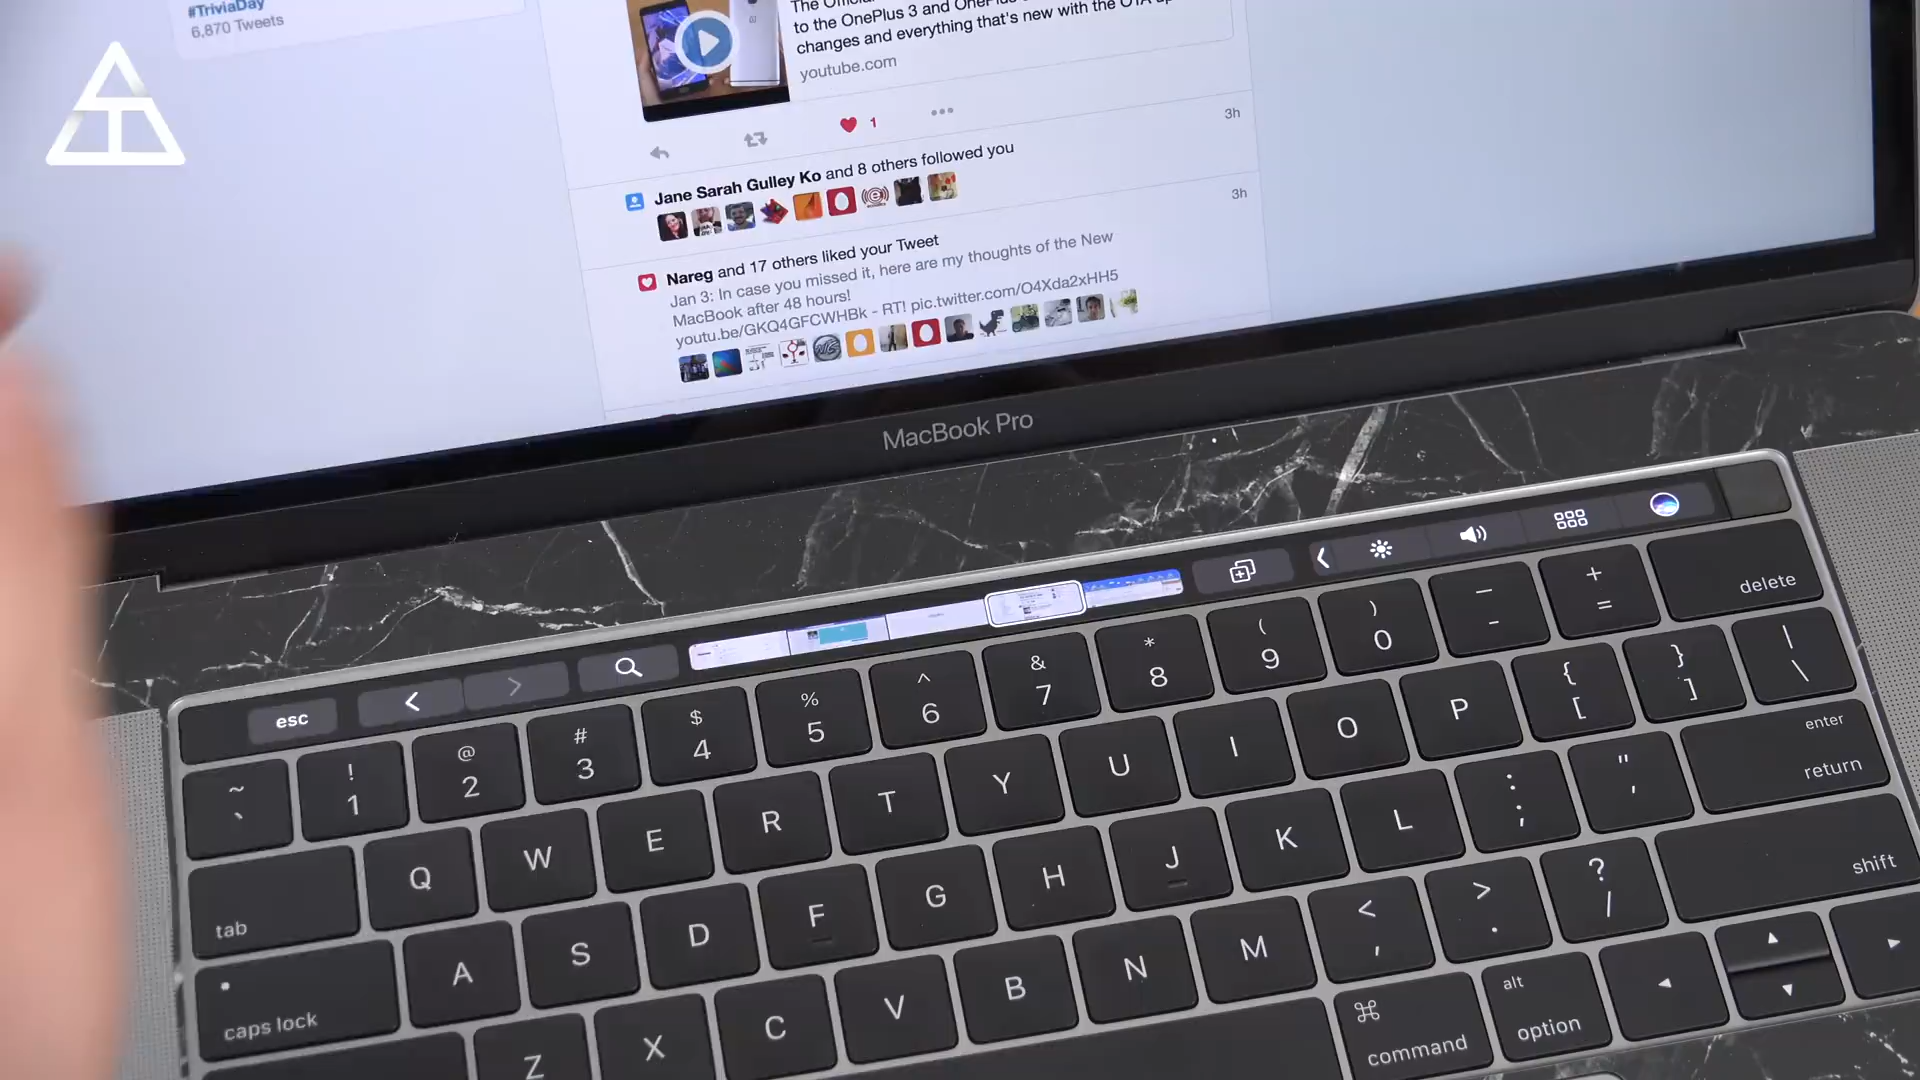 #TriviaDay
6,870 Tweets
to the OnePlus 3 and
changes and everything that's new with the OTA
youtube.com
1
3h
Jane Sarah Gulley Ko and 8 others followed you
3h
Nareg and 17 others liked your Tweet
Jan 3: In case you missed it, here are my thoughts of the New
MacBook after 48 hours!
youtu.be/GKQ4GFCWHBk - RT! pic.twitter.com/O4Xda2xHH5
MacBook Pro
esc
~ ! @ # $ % ^ & * ( ) — +
` 1 2 3 4 5 6 7 8 9 0 - = delete
tab Q W E R T Y U I O P { [ } ] | \
caps lock A S D F G H J K L : ; " ' enter return
Z X C V B N M < , > . ? / shift
⌘ command alt option ◀ ▲ ▼ ▶